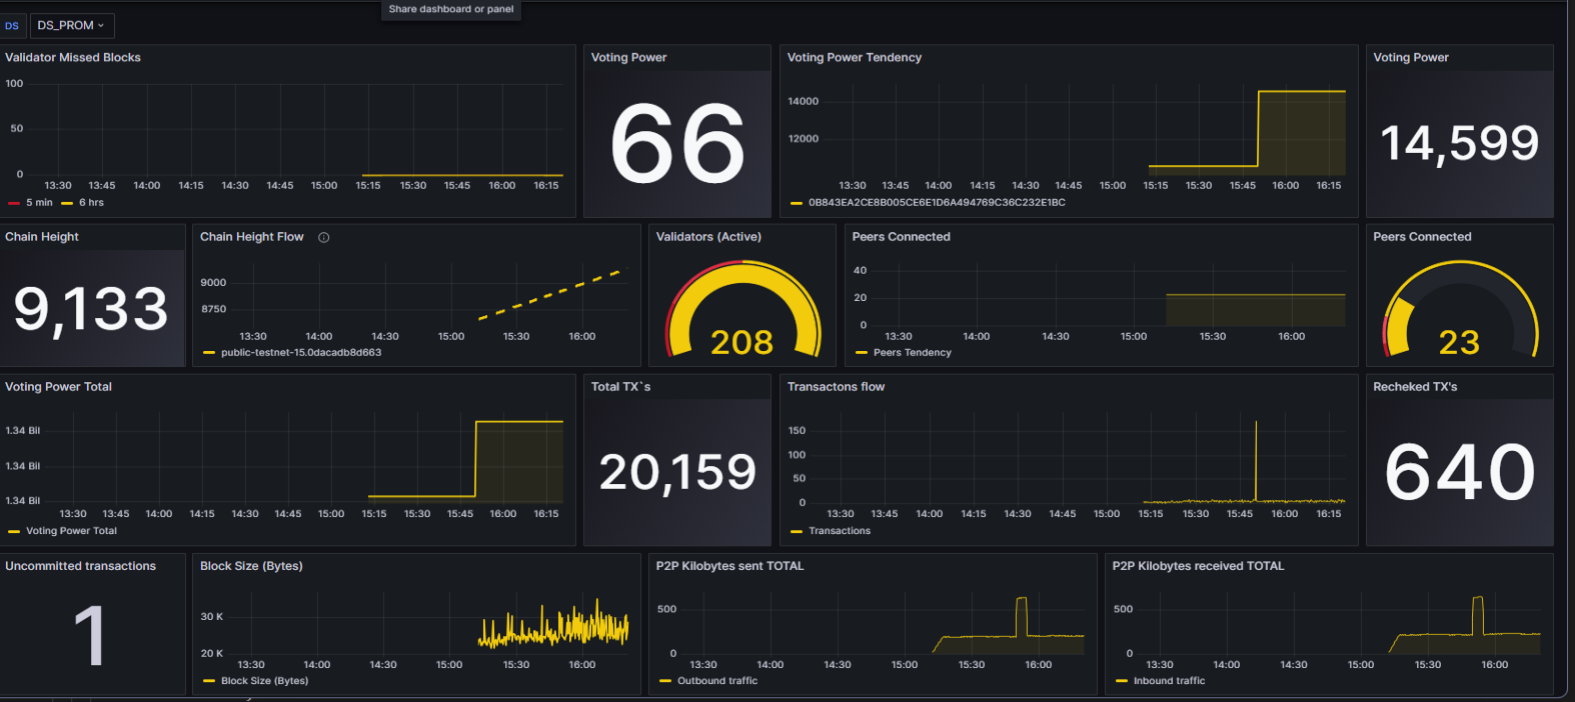 Share dashboard or panel
DS DS_PROM
Validator Missed Blocks
100
50
0
13:30 13:45 14:00 14:15 14:30 14:45 15:00 15:15 15:30 15:45 16:00 16:15
5 min 6 hrs
Voting Power
66
Voting Power Tendency
14000
12000
13:30 13:45 14:00 14:15 14:30 14:45 15:00 15:15 15:30 15:45 16:00 16:15
0B843EA2CE8B005CE6E1D6A494769C36C232E1BC
Voting Power
14,599
Chain Height
9,133
Chain Height Flow
9000
8750
13:30 14:00 14:30 15:00 15:30 16:00
public-testnet-15.0dacadb8d663
Validators (Active)
208
Peers Connected
40
20
0
13:30 14:00 14:30 15:00 15:30 16:00
Peers Tendency
Peers Connected
23
Voting Power Total
1.34 Bil
1.34 Bil
1.34 Bil
13:30 13:45 14:00 14:15 14:30 14:45 15:00 15:15 15:30 15:45 16:00 16:15
Voting Power Total
Total TX`s
20,159
Transactons flow
150
100
50
0
13:30 13:45 14:00 14:15 14:30 14:45 15:00 15:15 15:30 15:45 16:00 16:15
Transactions
Recheked TX's
640
Uncommitted transactions
1
Block Size (Bytes)
30 K
20 K
13:30 14:00 14:30 15:00 15:30 16:00
Block Size (Bytes)
P2P Kilobytes sent TOTAL
500
0
13:30 14:00 14:30 15:00 15:30 16:00
Outbound traffic
P2P Kilobytes received TOTAL
500
0
13:30 14:00 14:30 15:00 15:30 16:00
Inbound traffic